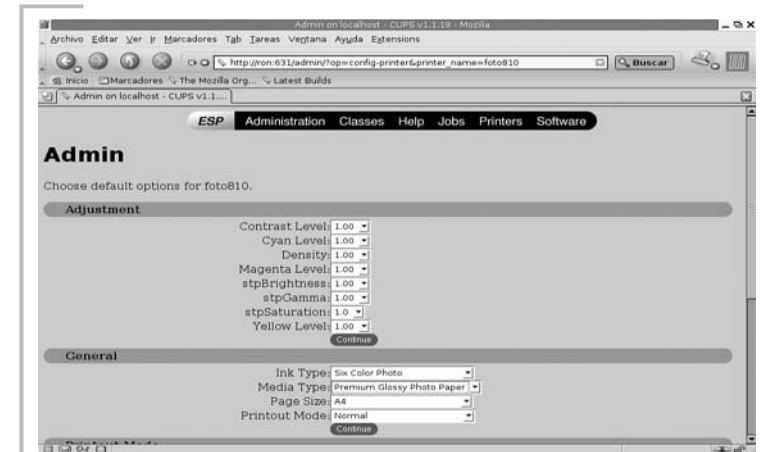 Admin on localhost - CUPS v1.1.19 - Mozilla
Archivo Editar Ver Ir Marcadores Tab Tareas Ventana Ayuda Extensions
http://ron:631/admin/?op=config-printer&printer_name=foto810 Buscar
Inicio Marcadores The Mozilla Org... Latest Builds
Admin on localhost - CUPS v1.1....
ESP Administration Classes Help Jobs Printers Software
Admin
Choose default options for foto810.
Adjustment
Contrast Level: 1.00
Cyan Level: 1.00
Density: 1.00
Magenta Level: 1.00
stpBrightness: 1.00
stpGamma: 1.00
stpSaturation: 1.0
Yellow Level: 1.00
Continue
General
Ink Type: Six Color Photo
Media Type: Premium Glossy Photo Paper
Page Size: A4
Printout Mode: Normal
Continue
Printout Mode